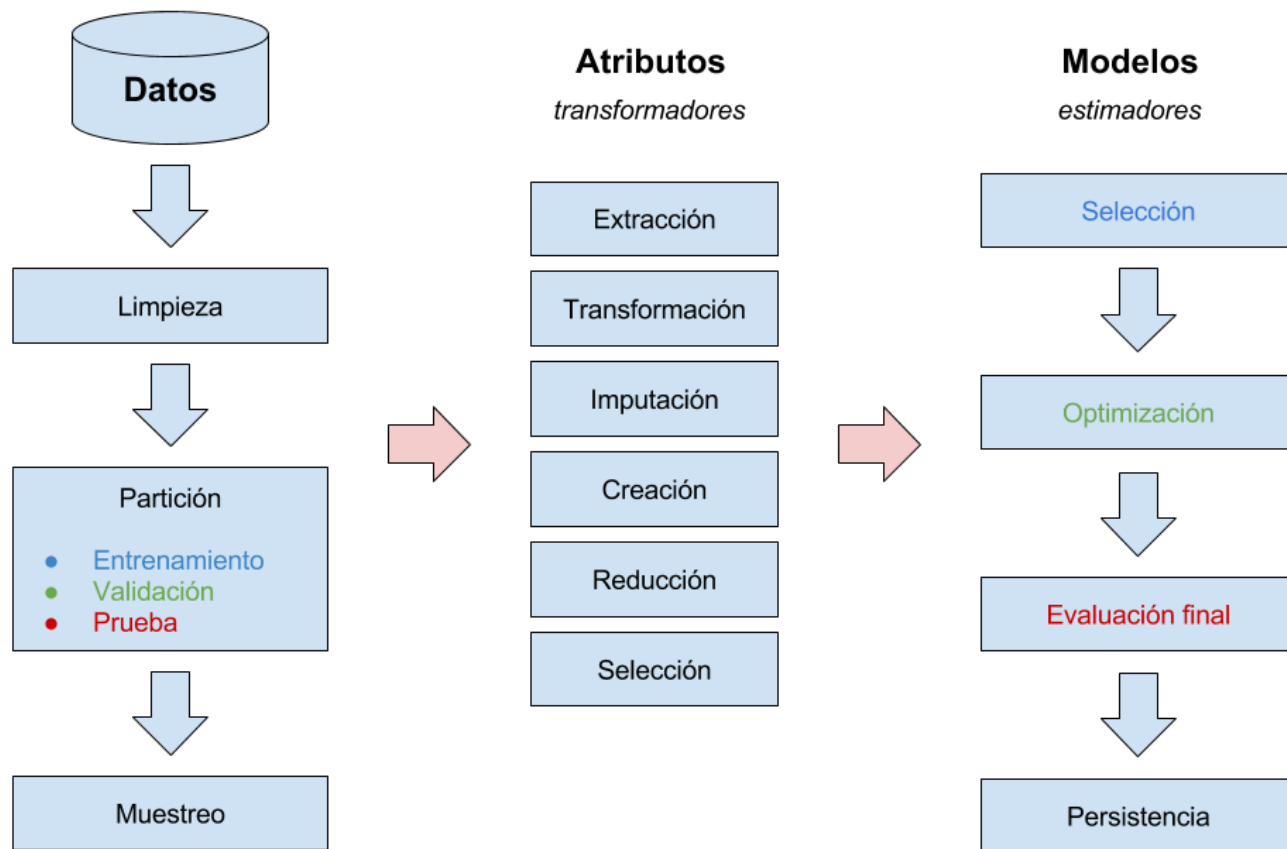 Datos
Limpieza
Partición
● Entrenamiento
● Validación
● Prueba
Muestreo
Atributos
transformadores
Extracción
Transformación
Imputación
Creación
Reducción
Selección
Modelos
estimadores
Selección
Optimización
Evaluación final
Persistencia